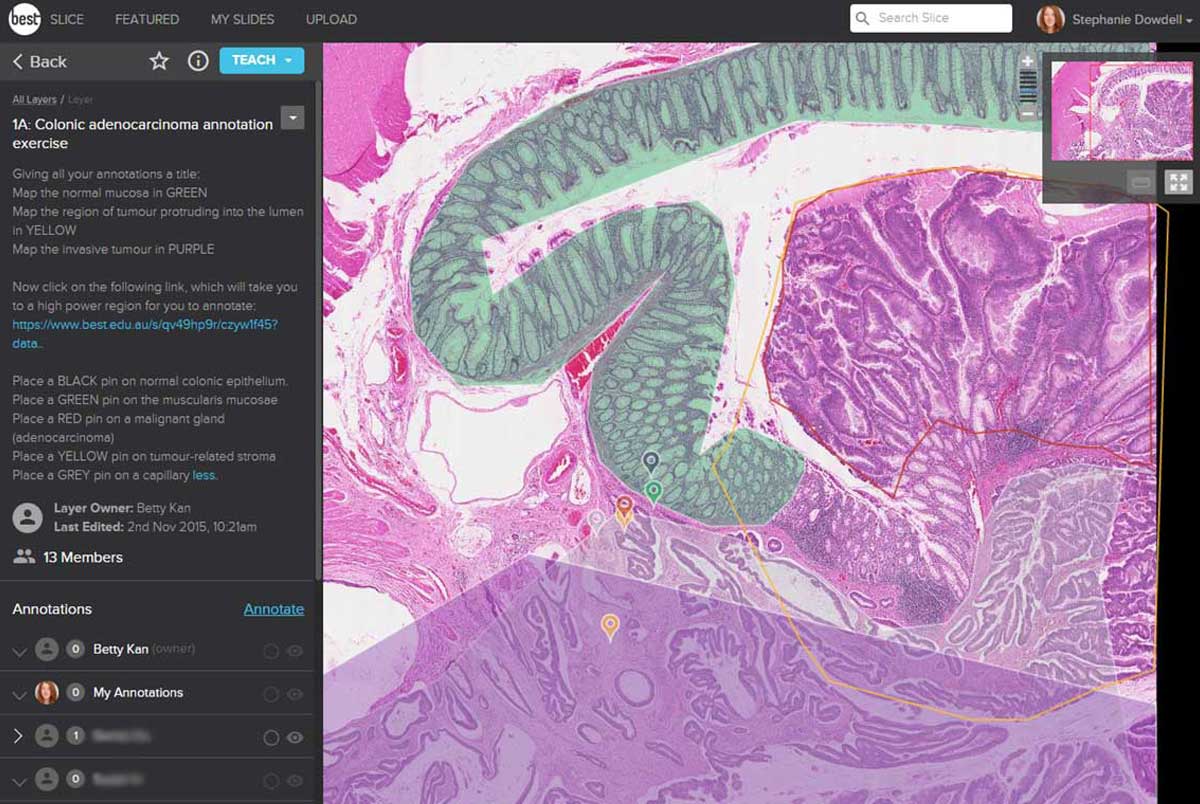 best SLICE FEATURED MY SLIDES UPLOAD Search Slice Stephanie Dowdell
Back TEACH
All Layers / Layer
1A: Colonic adenocarcinoma annotation
exercise
Giving all your annotations a title:
Map the normal mucosa in GREEN
Map the region of tumour protruding into the lumen
in YELLOW
Map the invasive tumour in PURPLE
Now click on the following link, which will take you
to a high power region for you to annotate:
https://www.best.edu.au/s/qv49hp9r/czyw1f45?
data..
Place a BLACK pin on normal colonic epithelium.
Place a GREEN pin on the muscularis mucosae
Place a RED pin on a malignant gland
(adenocarcinoma)
Place a YELLOW pin on tumour-related stroma
Place a GREY pin on a capillary less.
Layer Owner: Betty Kan
Last Edited: 2nd Nov 2015, 10:21am
13 Members
Annotations Annotate
0 Betty Kan (owner)
0 My Annotations
1
0